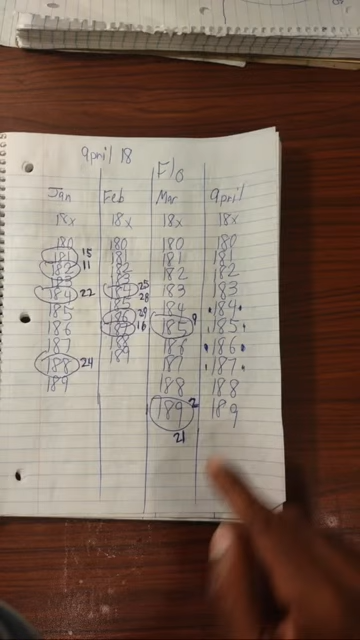 april 18
F/o
Jan Feb Mar april
18x 18x 18x 18x
180 180 180 180
181 15 181 181 181
182 11 182 182 182
183 183 183 183
184 22 184 25 184 184
185 185 28 185 9 185
186 186 29 186 186
187 187 16 187 187
188 24 188 188 188
189 189 189 2 189
21